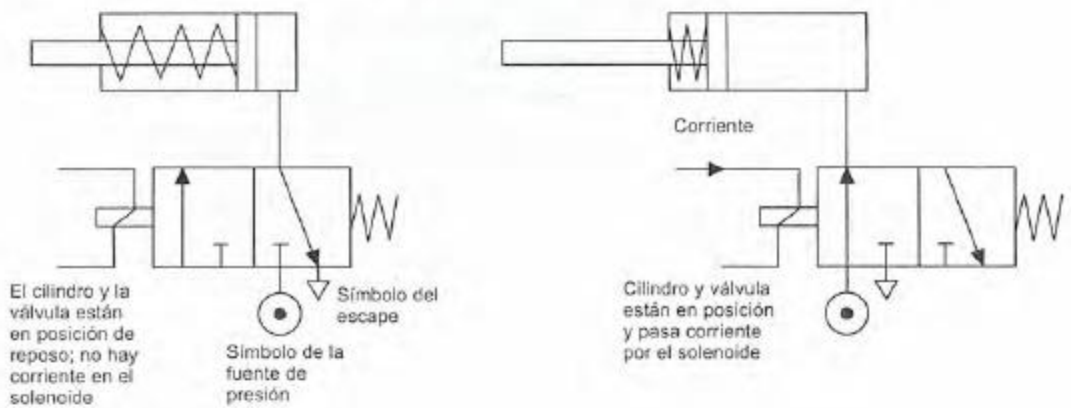 Corriente
El cilindro y la
válvula están
en posición de
reposo; no hay
corriente en el
solenoide
Símbolo del
escape
Símbolo de la
fuente de
presión
Cilindro y válvula
están en posición
y pasa corriente
por el solenoide